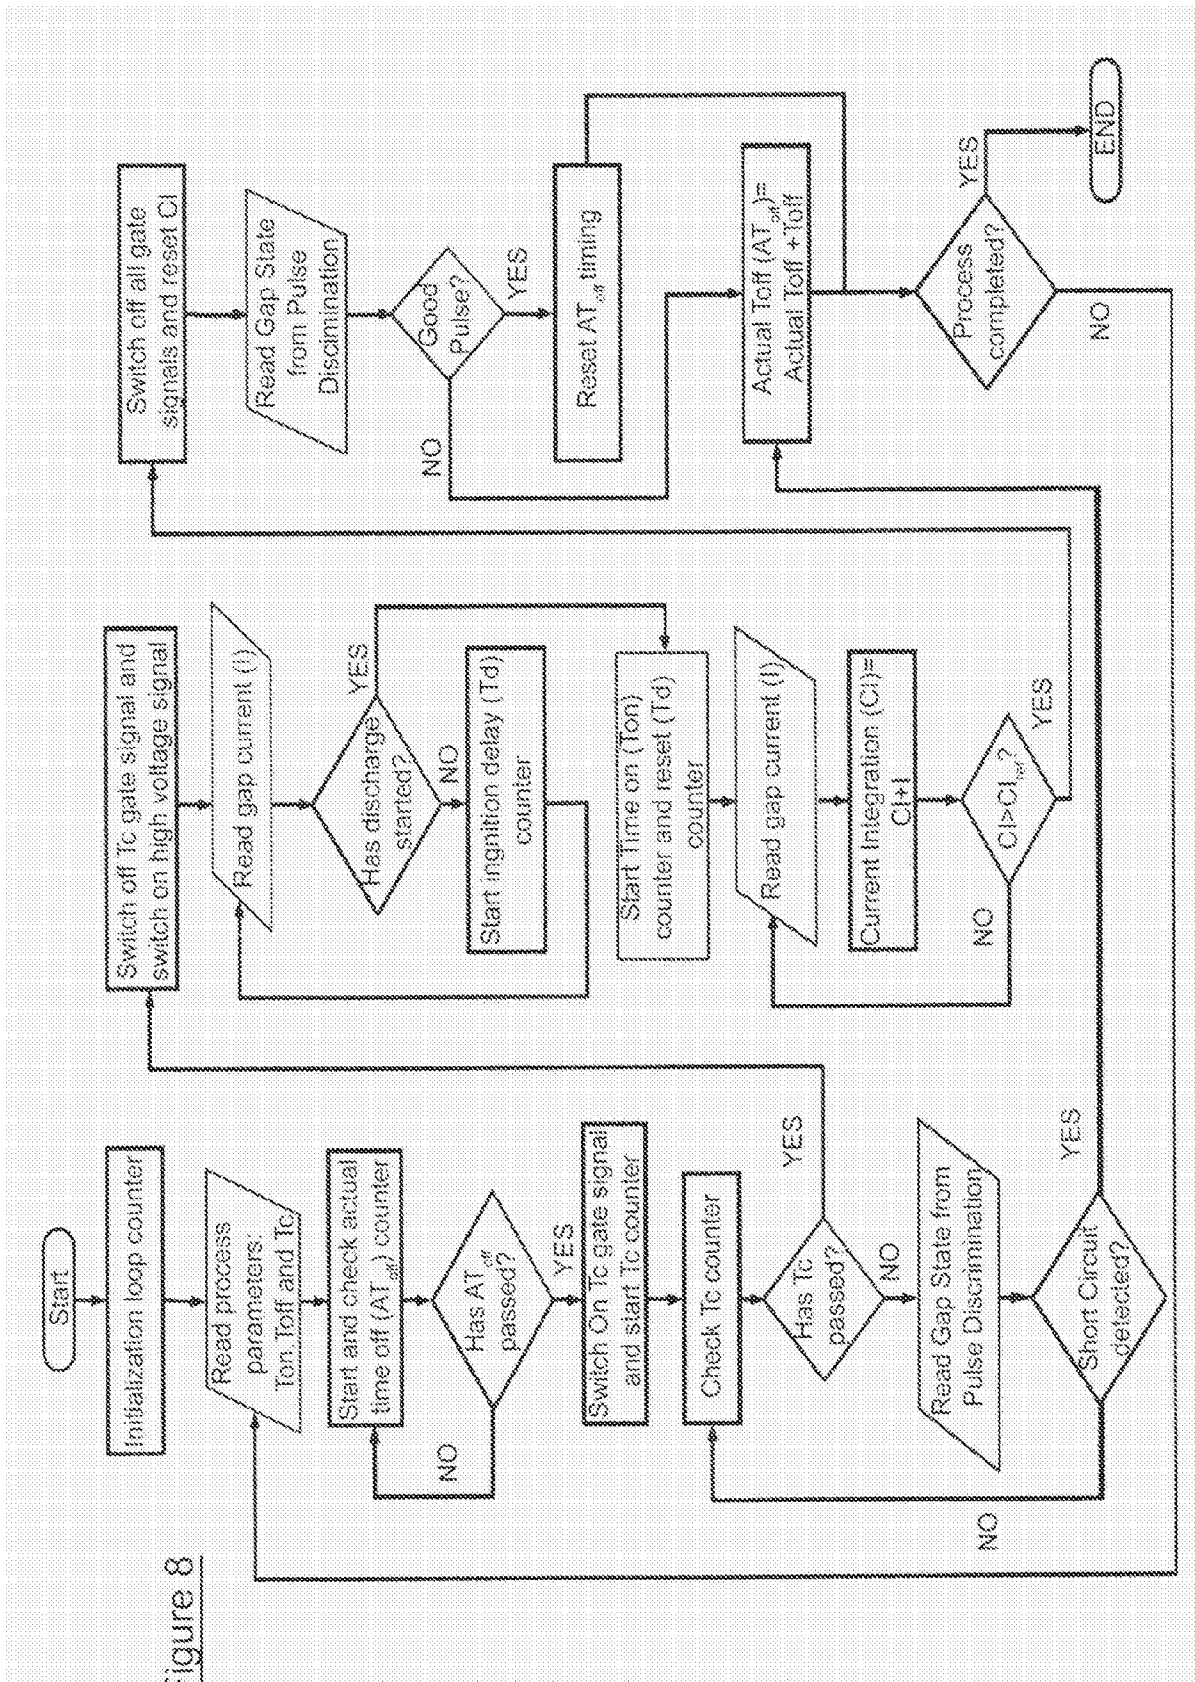 Figure 8
Start
Initialization loop counter
Read process
parameters:
Ton. Toff and Tc.
Start and check actual
time off (AToff) counter
Has AToff
passed?
NO
YES
Switch On Tc gate signal
and start Tc counter
Check Tc counter
Has Tc
passed?
YES
NO
Read Gap State from
Pulse Discrimination
Short Circuit
detected?
YES
NO
Switch off Tc gate signal and
switch on high voltage signal
Read gap current (I)
Has discharge
started?
YES
NO
Start ingnition delay (Td)
counter
Start Time on (Ton)
counter and reset (Td)
counter
Read gap current (I)
Current Integration (CI)=
CI+I
CI>CIref?
NO
YES
Switch off all gate
signals and reset CI
Read Gap State
from Pulse
Discrimination
Good
Pulse?
NO
YES
Reset AToff timing
Actual Toff (AToff)=
Actual Toff +Toff
Process
completed?
YES
NO
END